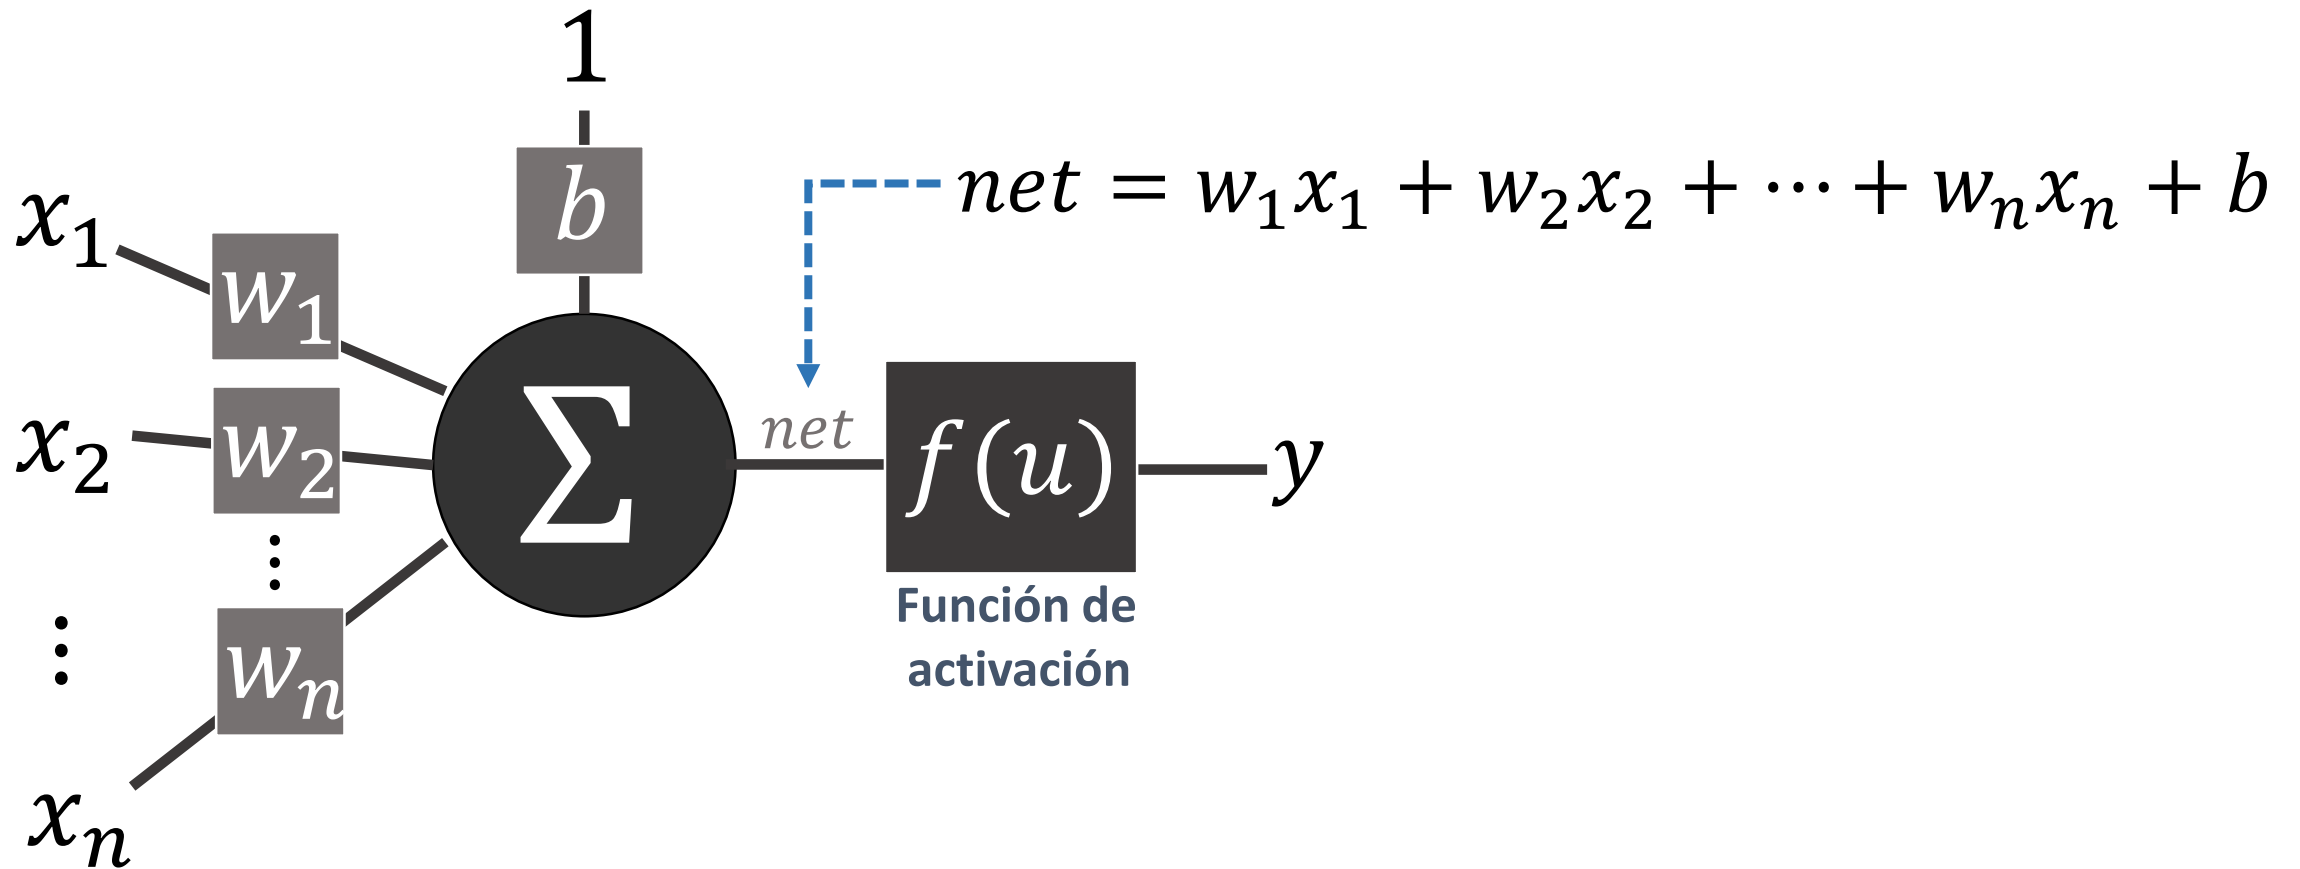 1
b
net = w₁x₁ + w₂x₂ + ⋯ + wₙxₙ + b
x₁
w₁
x₂
w₂
⋮
⋮
wₙ
xₙ
Σ
net
f(u)
y
Función de
activación